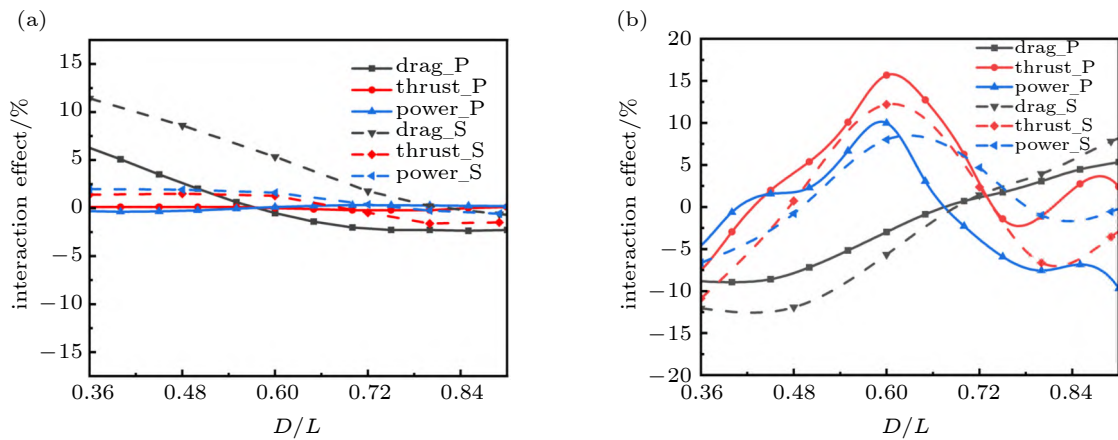 (a)
interaction effect/%
15
10
5
0
−5
−10
−15
0.36 0.48 0.60 0.72 0.84
D/L
drag_P
thrust_P
power_P
drag_S
thrust_S
power_S
(b)
interaction effect/%
20
15
10
5
0
−5
−10
−15
−20
0.36 0.48 0.60 0.72 0.84
D/L
drag_P
thrust_P
power_P
drag_S
thrust_S
power_S